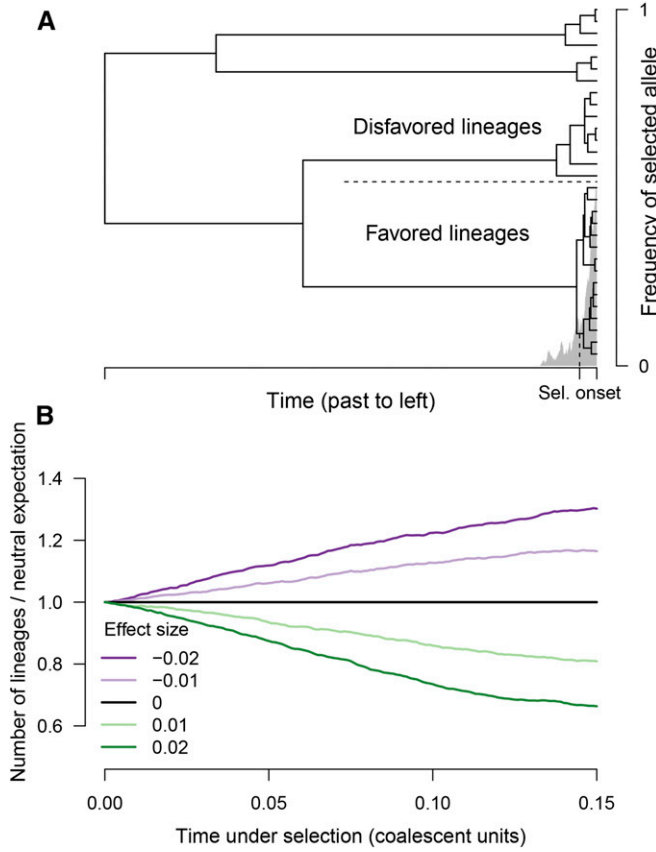 A
Disfavored lineages
Favored lineages
1
Frequency of selected allele
0
Time (past to left)
Sel. onset
B
Number of lineages / neutral expectation
1.4
1.2
1.0
0.8
0.6
Effect size
−0.02
−0.01
0
0.01
0.02
0.00
0.05
0.10
0.15
Time under selection (coalescent units)